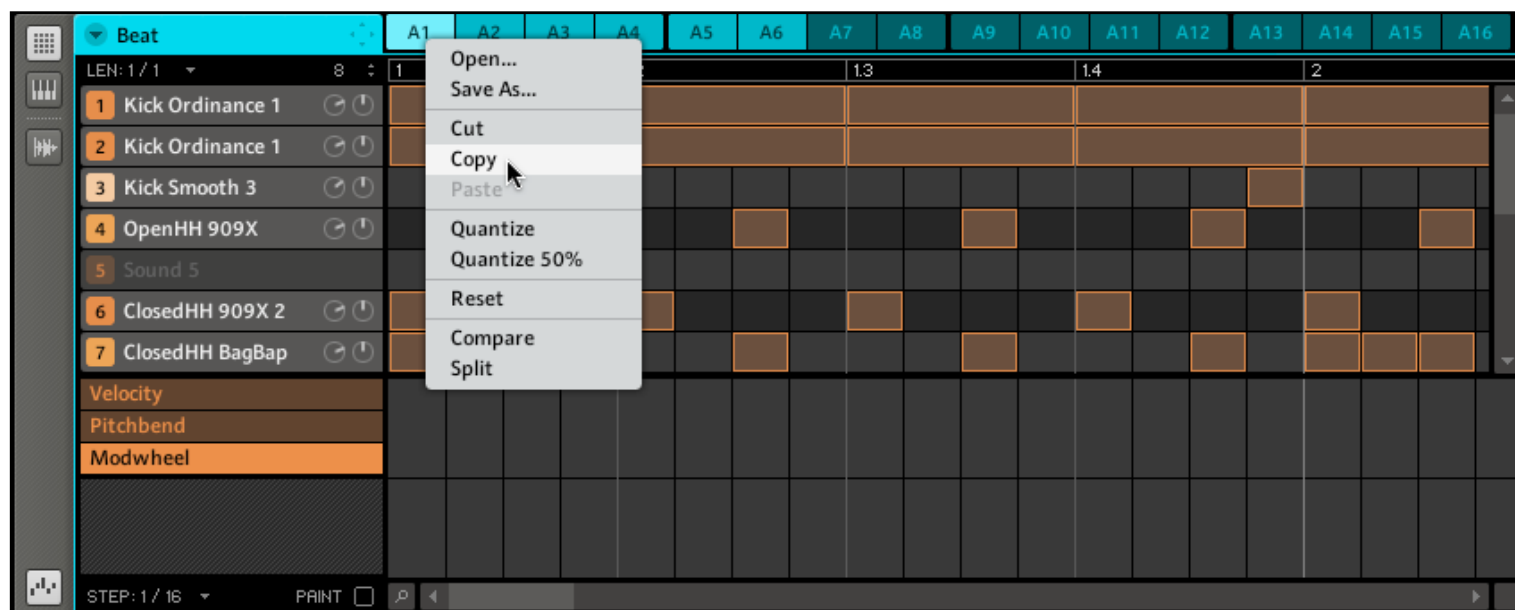 Beat A1 A2 A3 A4 A5 A6 A7 A8 A9 A10 A11 A12 A13 A14 A15 A16
LEN: 1 / 1 8 1 1.3 1.4 2
1 Kick Ordinance 1
2 Kick Ordinance 1
3 Kick Smooth 3
4 OpenHH 909X
5 Sound 5
6 ClosedHH 909X 2
7 ClosedHH BagBap
Velocity
Pitchbend
Modwheel
STEP: 1 / 16 PAINT
Open...
Save As...
Cut
Copy
Paste
Quantize
Quantize 50%
Reset
Compare
Split